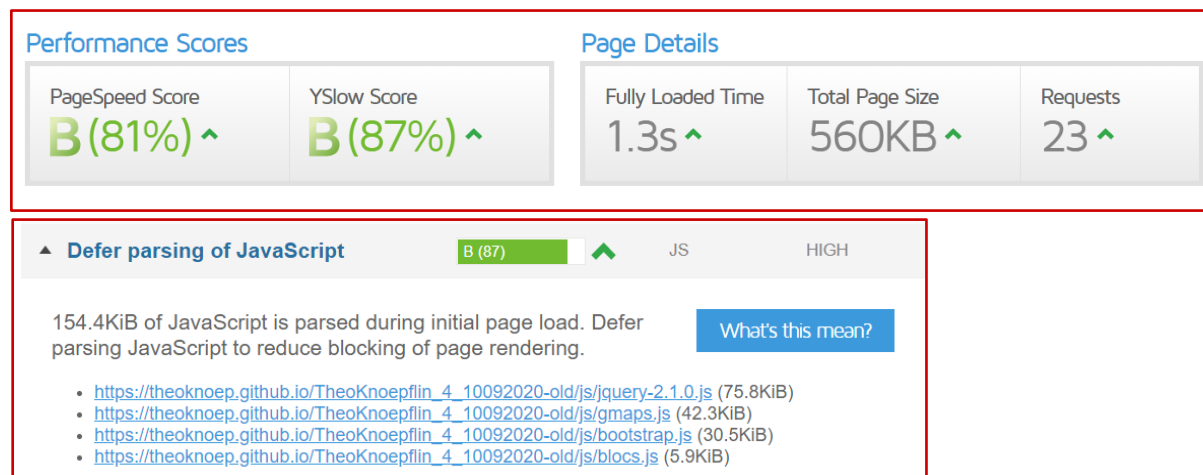 Performance Scores
Page Details
PageSpeed Score
B (81%)
YSlow Score
B (87%)
Fully Loaded Time
1.3s
Total Page Size
560KB
Requests
23
Defer parsing of JavaScript
B (87)
JS
HIGH
154.4KiB of JavaScript is parsed during initial page load. Defer
parsing JavaScript to reduce blocking of page rendering.
What's this mean?
https://theoknoep.github.io/TheoKnoepflin_4_10092020-old/js/jquery-2.1.0.js (75.8KiB)
https://theoknoep.github.io/TheoKnoepflin_4_10092020-old/js/gmaps.js (42.3KiB)
https://theoknoep.github.io/TheoKnoepflin_4_10092020-old/js/bootstrap.js (30.5KiB)
https://theoknoep.github.io/TheoKnoepflin_4_10092020-old/js/blocs.js (5.9KiB)